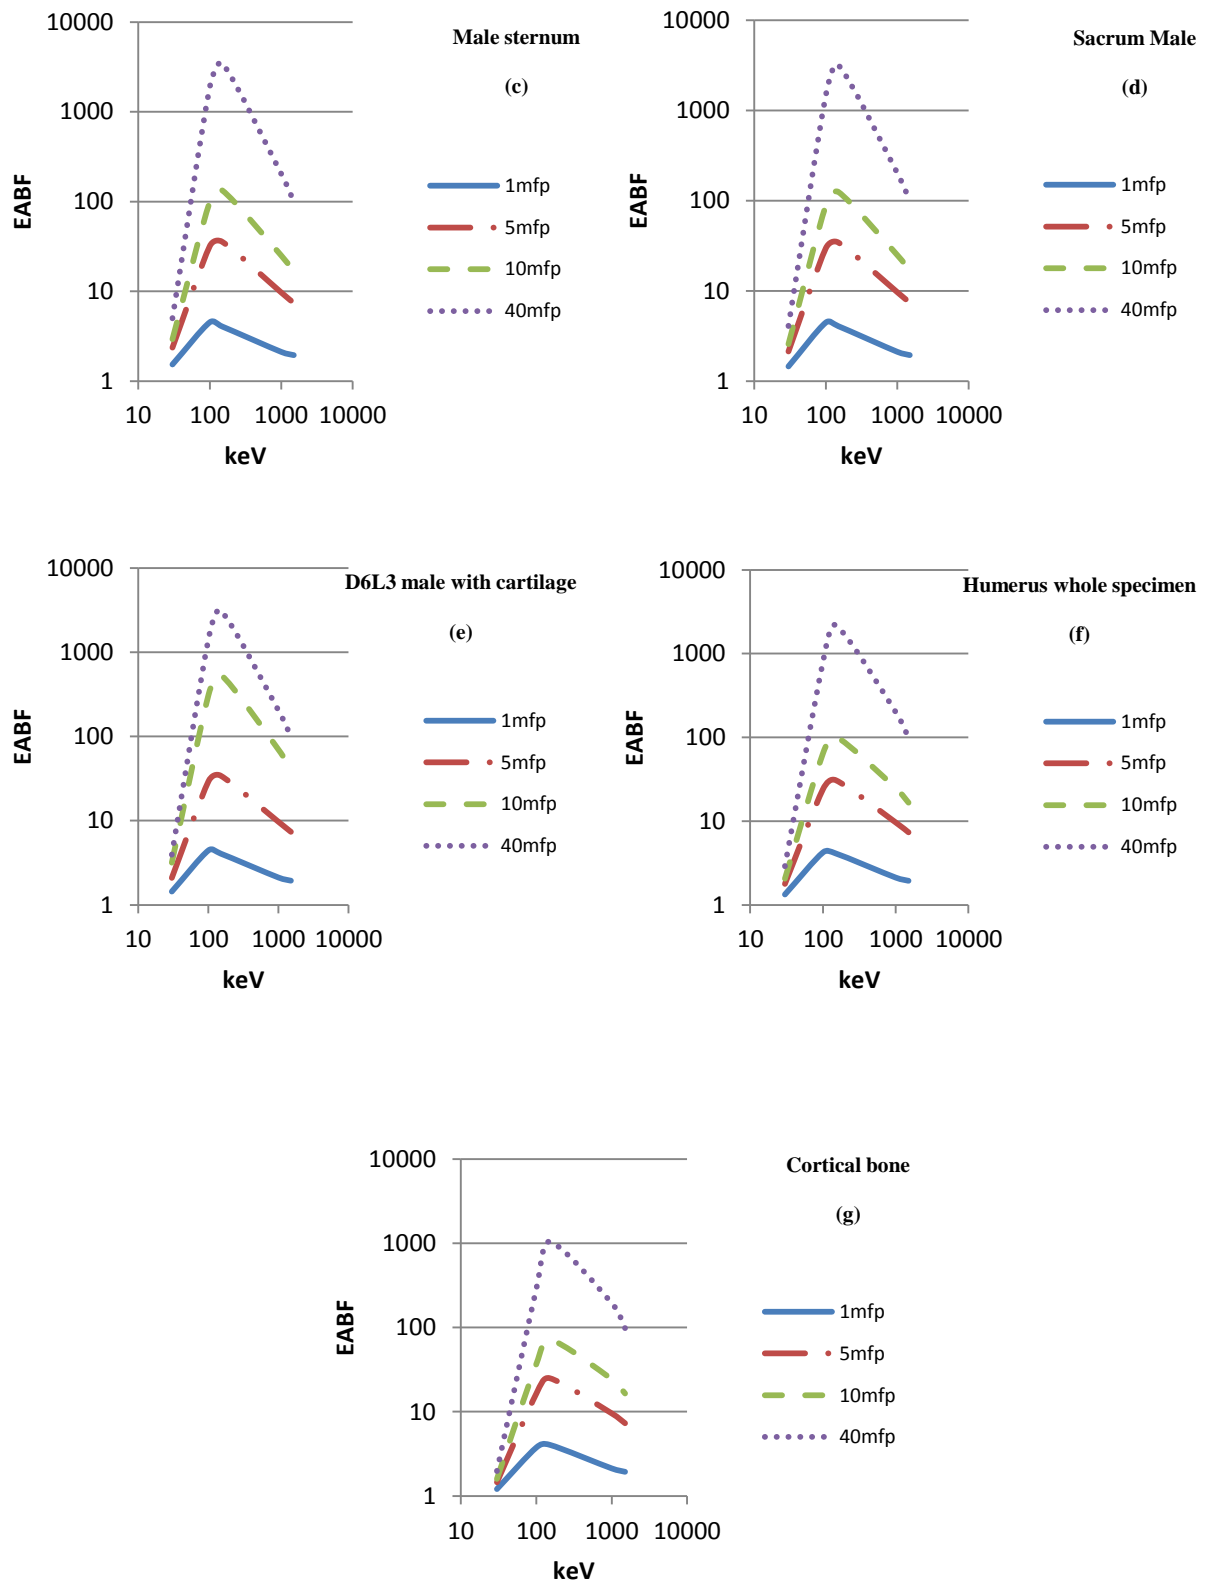 Male sternum
(c)
10000
1000
100
10
1
EABF
10 100 1000 10000
keV
1mfp
5mfp
10mfp
40mfp
Sacrum Male
(d)
10000
1000
100
10
1
EABF
10 100 1000 10000
keV
1mfp
5mfp
10mfp
40mfp
D6L3 male with cartilage
(e)
10000
1000
100
10
1
EABF
10 100 1000 10000
keV
1mfp
5mfp
10mfp
40mfp
Humerus whole specimen
(f)
10000
1000
100
10
1
EABF
10 100 1000 10000
keV
1mfp
5mfp
10mfp
40mfp
Cortical bone
(g)
10000
1000
100
10
1
EABF
10 100 1000 10000
keV
1mfp
5mfp
10mfp
40mfp